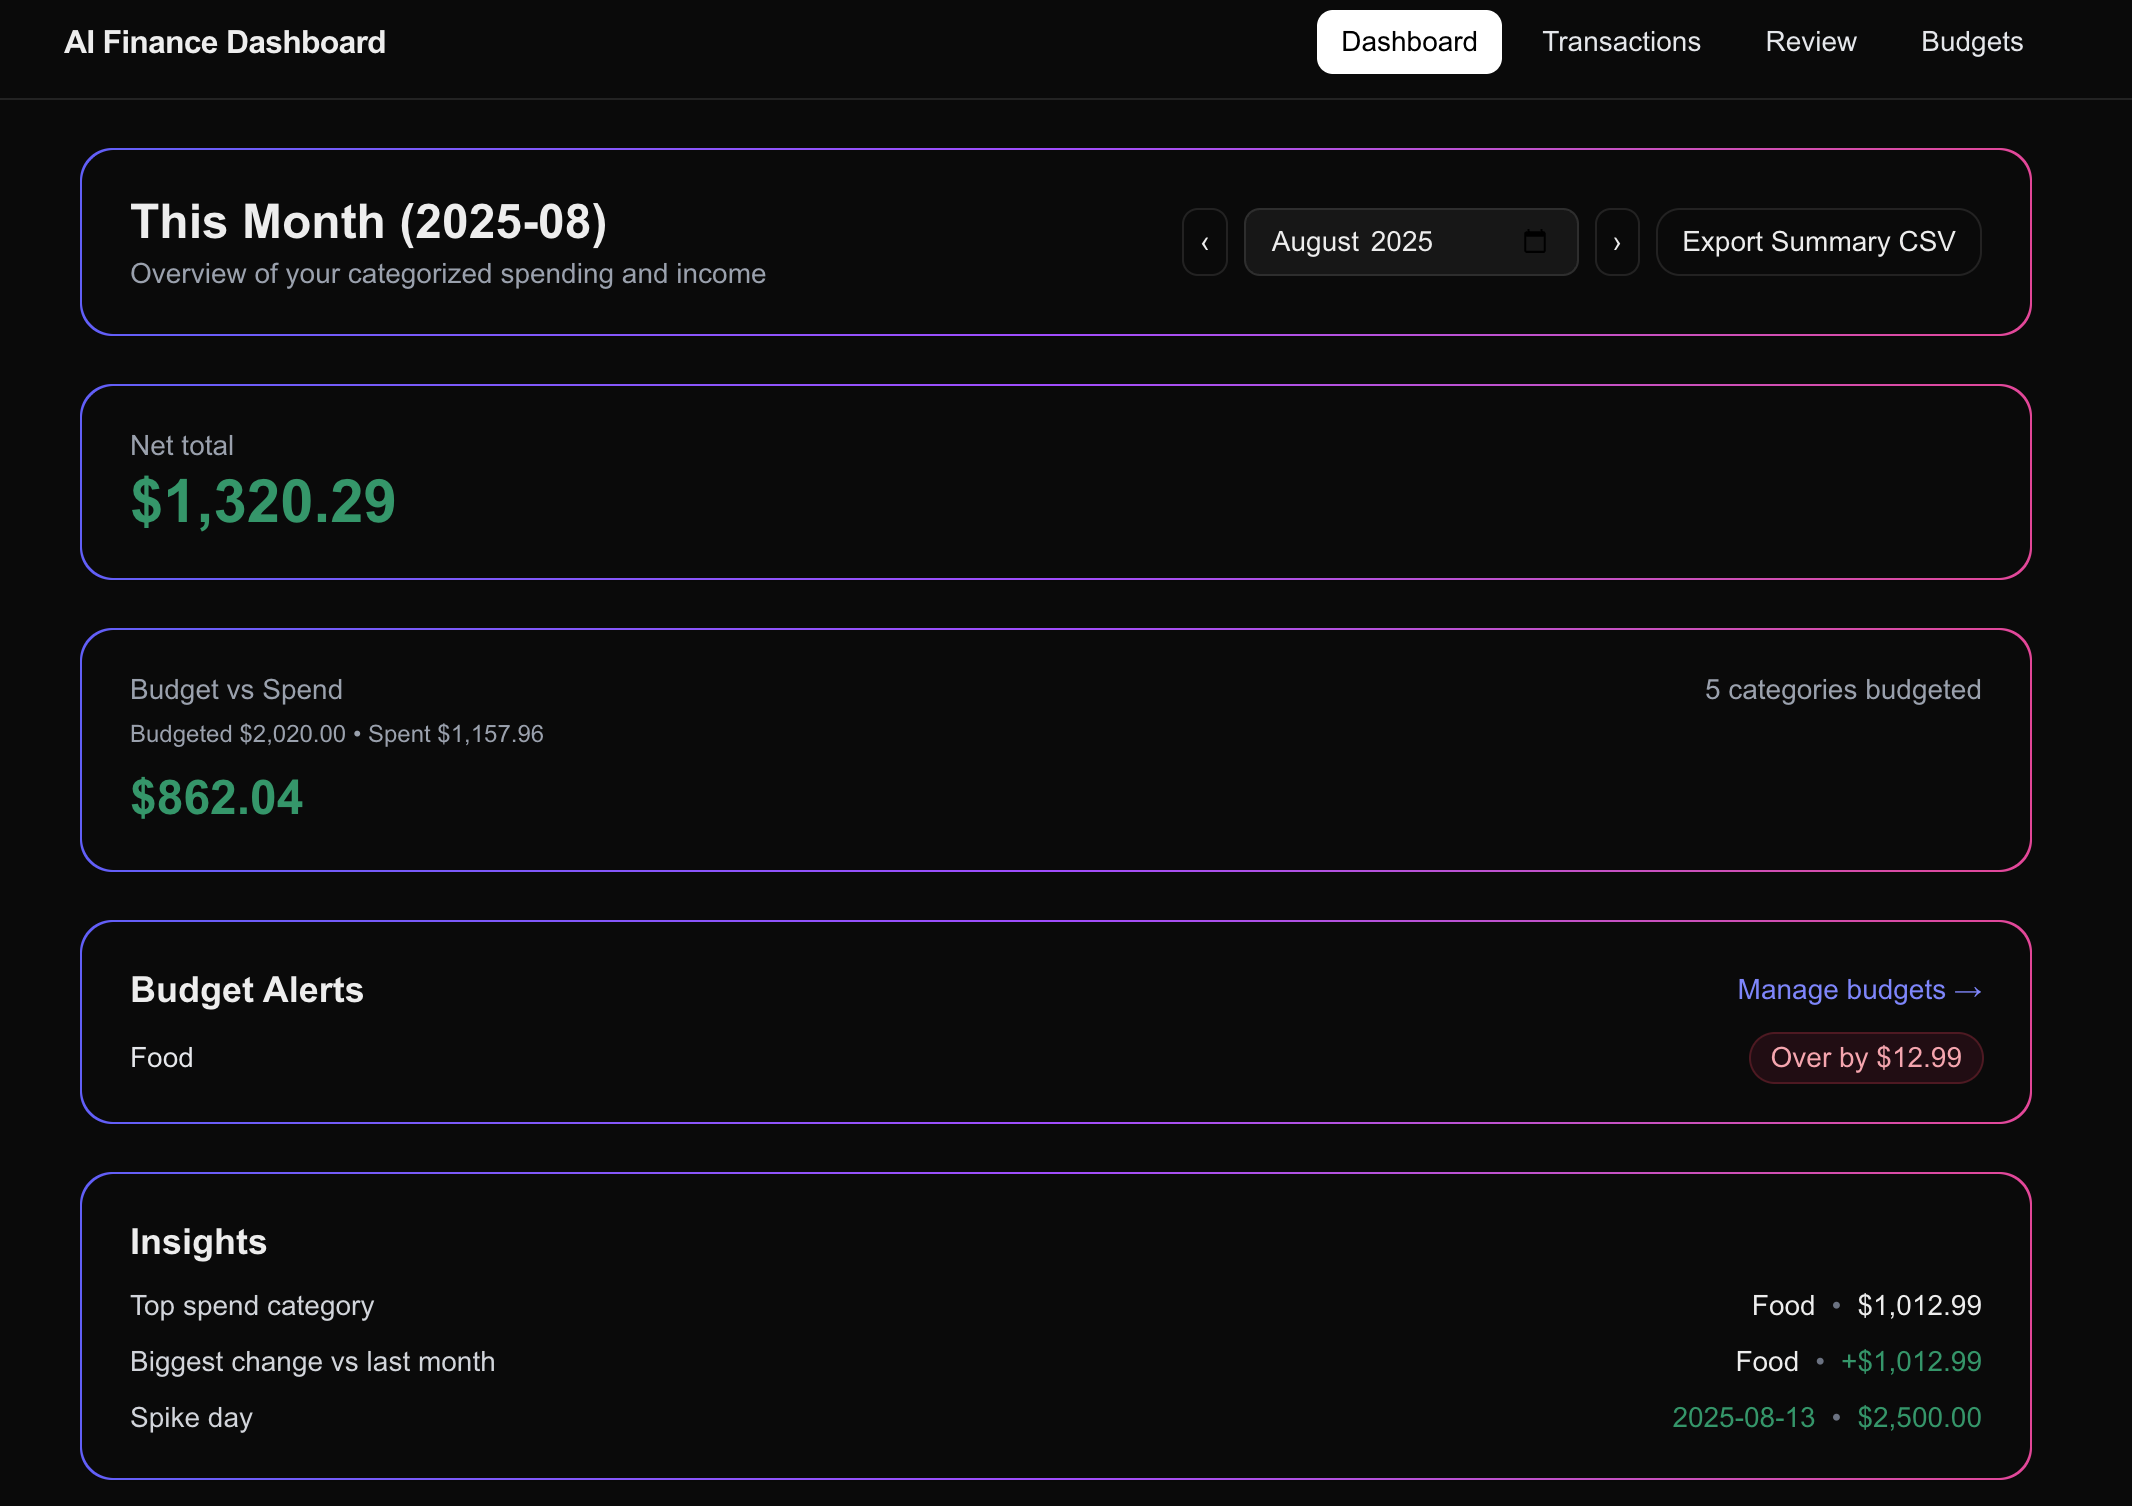 AI Finance Dashboard
Dashboard Transactions Review Budgets
This Month (2025-08)
Overview of your categorized spending and income
‹ August 2025 › Export Summary CSV
Net total
$1,320.29
Budget vs Spend 5 categories budgeted
Budgeted $2,020.00 • Spent $1,157.96
$862.04
Budget Alerts Manage budgets →
Food Over by $12.99
Insights
Top spend category Food • $1,012.99
Biggest change vs last month Food • +$1,012.99
Spike day 2025-08-13 • $2,500.00